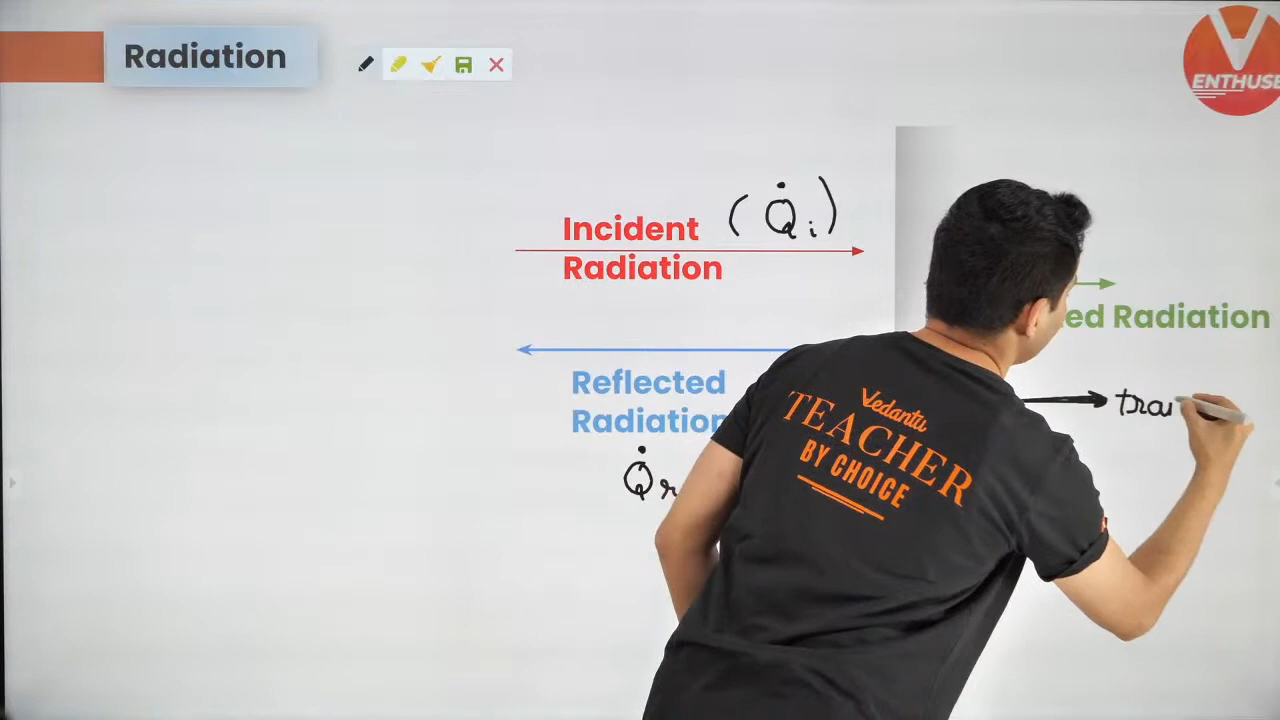 Radiation
ENTHUSE
( Q̇i )
Incident
Radiation
ed Radiation
Reflected
Radiation
tra
Q̇r
Vedantu
TEACHER
BY CHOICE